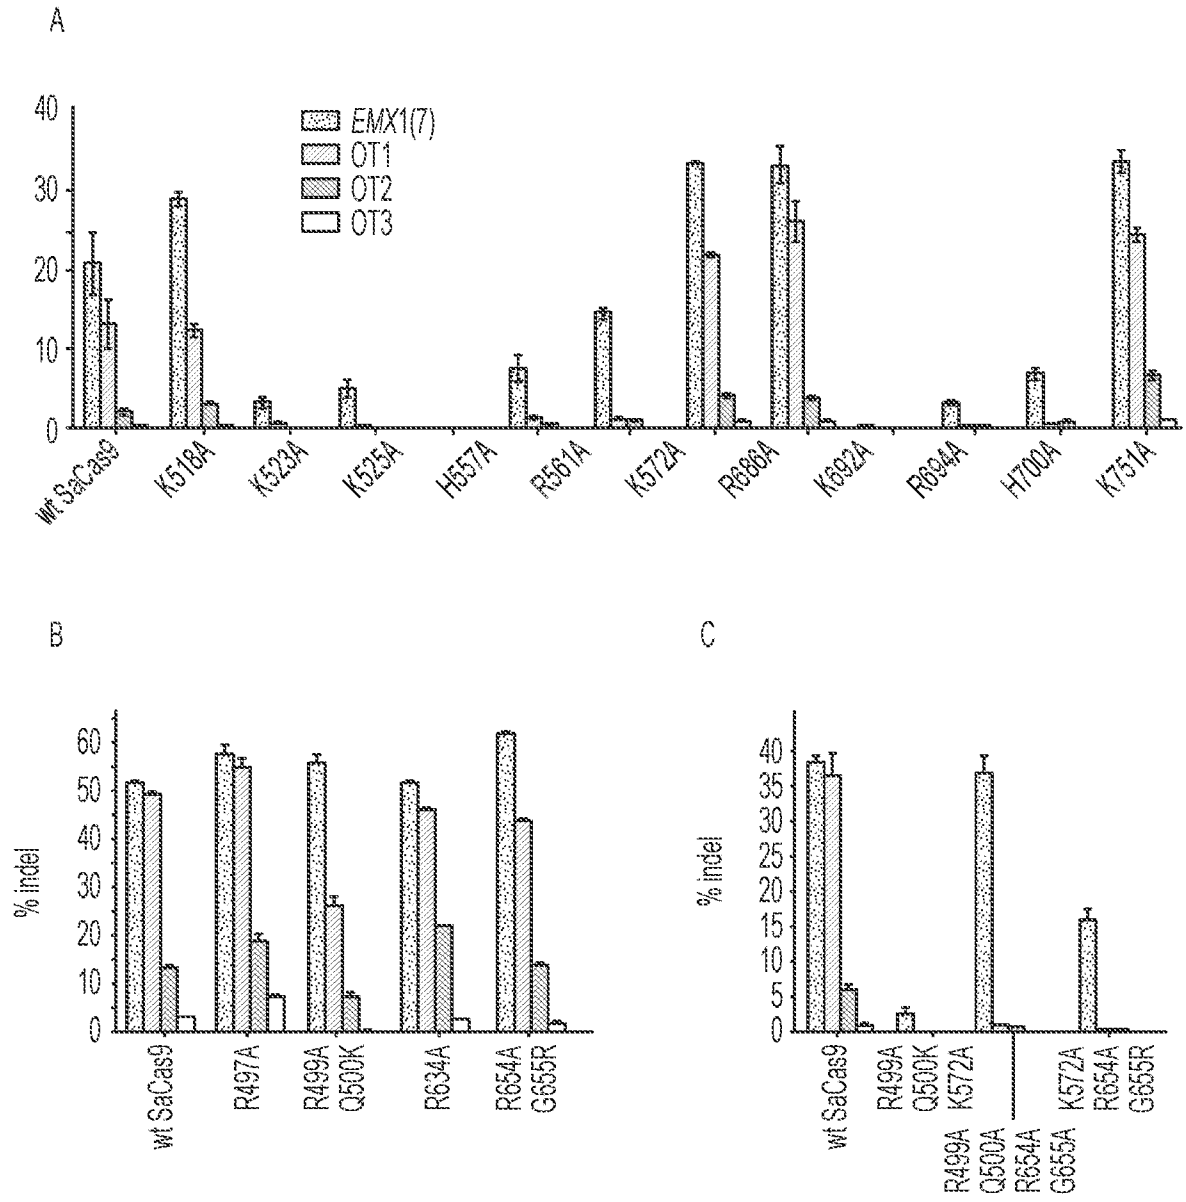 A
40
30
20
10
0
EMX1(7)
OT1
OT2
OT3
wt SaCas9
K518A
K523A
K525A
H557A
R561A
K572A
R686A
K692A
R694A
H700A
K751A
B
% indel
60
50
40
30
20
10
0
wt SaCas9
R497A
R499A
Q500K
R634A
R654A
G655R
C
% indel
40
35
30
25
20
15
10
5
0
wt SaCas9
R499A
Q500K
K572A
R499A
Q500A
R654A
G655A
K572A
R654A
G655R